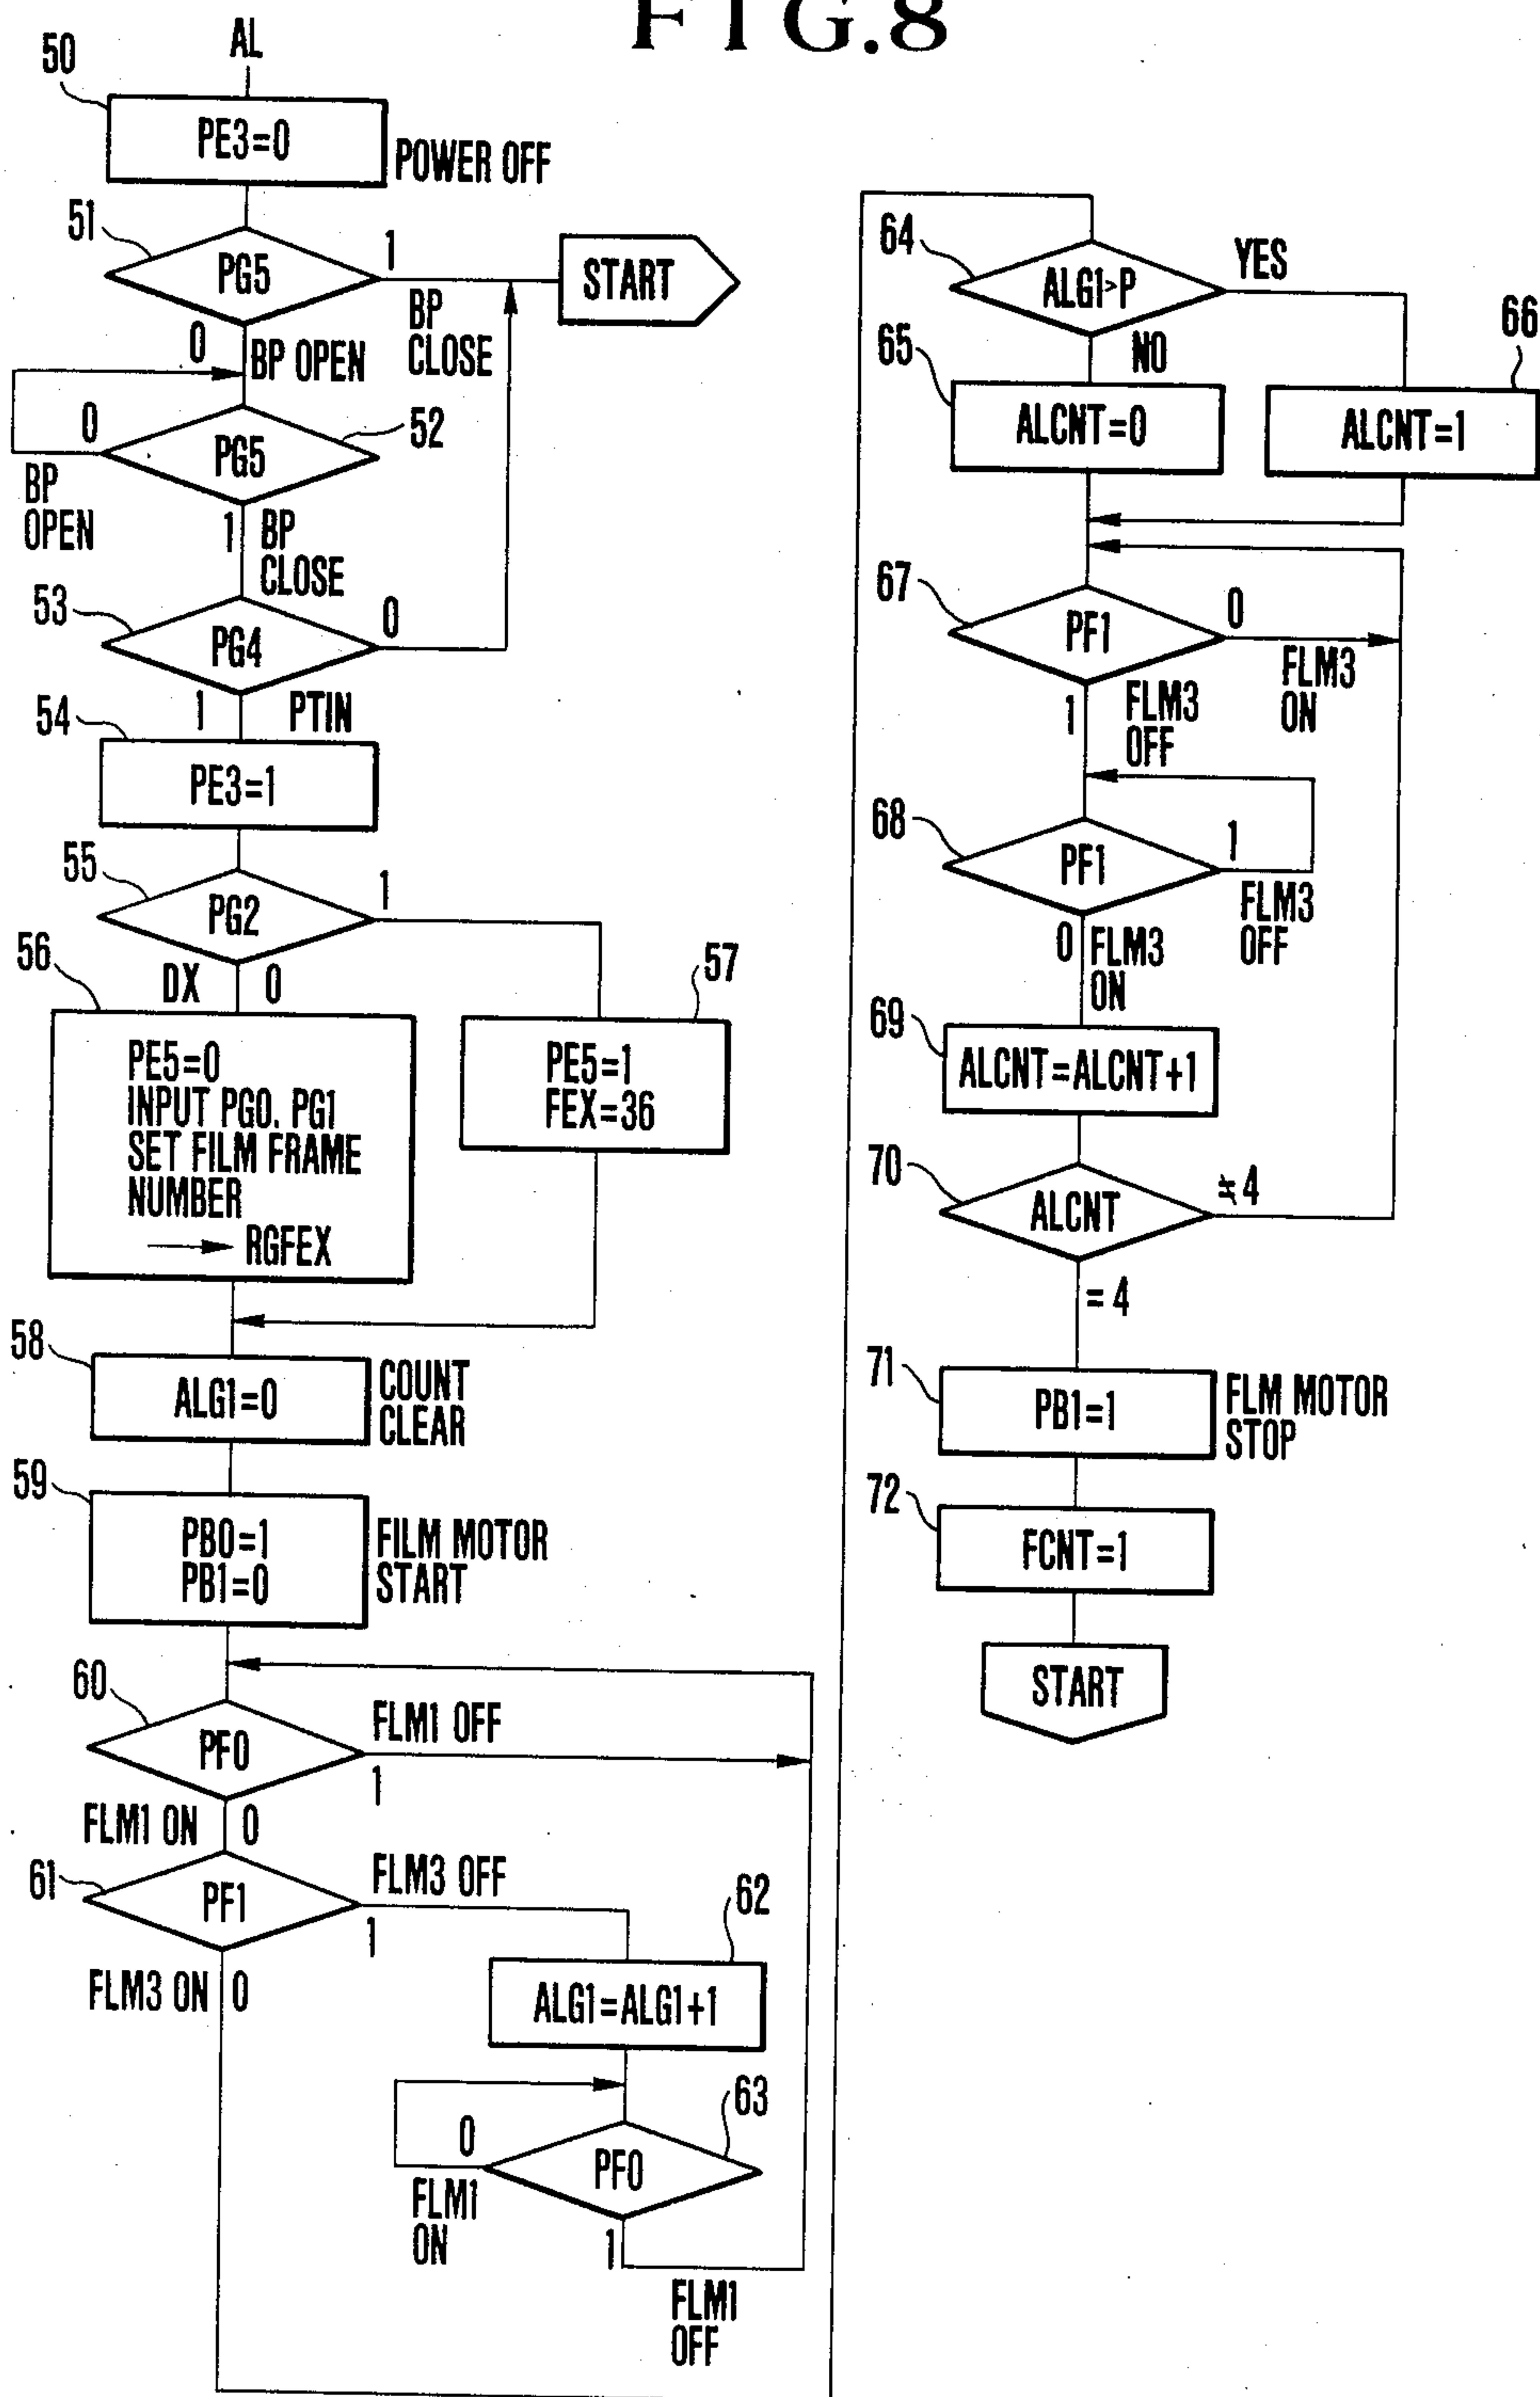 FIG.8
AL
50
PE3=0
POWER OFF
51
PG5
1
BP
CLOSE
START
0
BP OPEN
52
PG5
0
BP
OPEN
1
BP
CLOSE
53
PG4
0
1
PTIN
54
PE3=1
55
PG2
1
DX
0
56
PE5=0
INPUT PG0. PG1
SET FILM FRAME
NUMBER
→ RGFEX
57
PE5=1
FEX=36
58
ALG1=0
COUNT
CLEAR
59
PB0=1
PB1=0
FILM MOTOR
START
60
PF0
FLM1 OFF
1
FLM1 ON
0
61
PF1
FLM3 OFF
1
FLM3 ON
0
62
ALG1=ALG1+1
63
PF0
0
FLM1
ON
1
FLM1
OFF
64
ALG1>P
YES
NO
65
ALCNT=0
66
ALCNT=1
67
PF1
0
FLM3
ON
1
FLM3
OFF
68
PF1
1
FLM3
OFF
0
FLM3
ON
69
ALCNT=ALCNT+1
70
ALCNT
≠4
=4
71
PB1=1
FLM MOTOR
STOP
72
FCNT=1
START